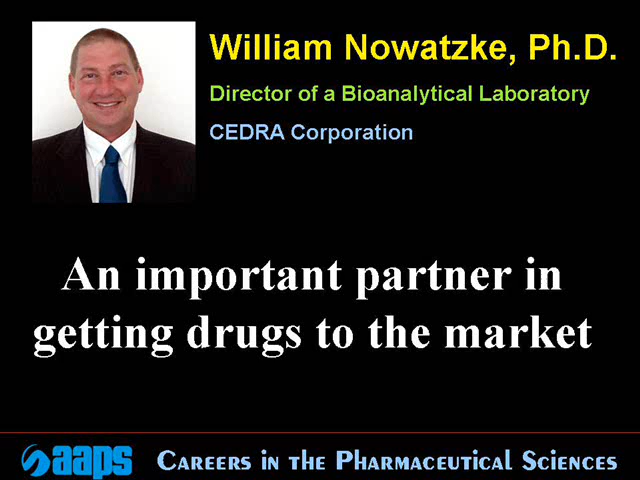 William Nowatzke, Ph.D.
Director of a Bioanalytical Laboratory
CEDRA Corporation
An important partner in
getting drugs to the market
aaps Careers in the Pharmaceutical Sciences